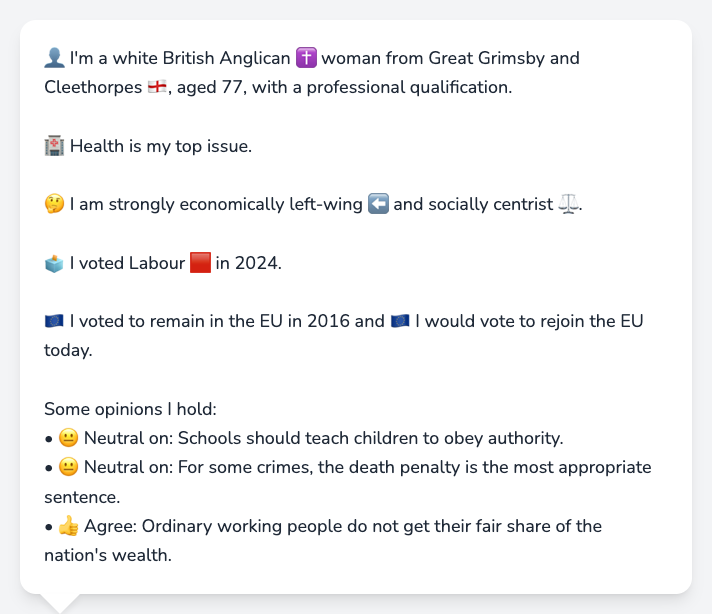 👤 I'm a white British Anglican ✝️ woman from Great Grimsby and
Cleethorpes 🏴󠁧󠁢󠁥󠁮󠁧󠁿, aged 77, with a professional qualification.
🏥 Health is my top issue.
🤔 I am strongly economically left-wing ⬅️ and socially centrist ⚖️.
🗳️ I voted Labour 🟥 in 2024.
🇪🇺 I voted to remain in the EU in 2016 and 🇪🇺 I would vote to rejoin the EU
today.
Some opinions I hold:
• 😐 Neutral on: Schools should teach children to obey authority.
• 😐 Neutral on: For some crimes, the death penalty is the most appropriate
sentence.
• 👍 Agree: Ordinary working people do not get their fair share of the
nation's wealth.